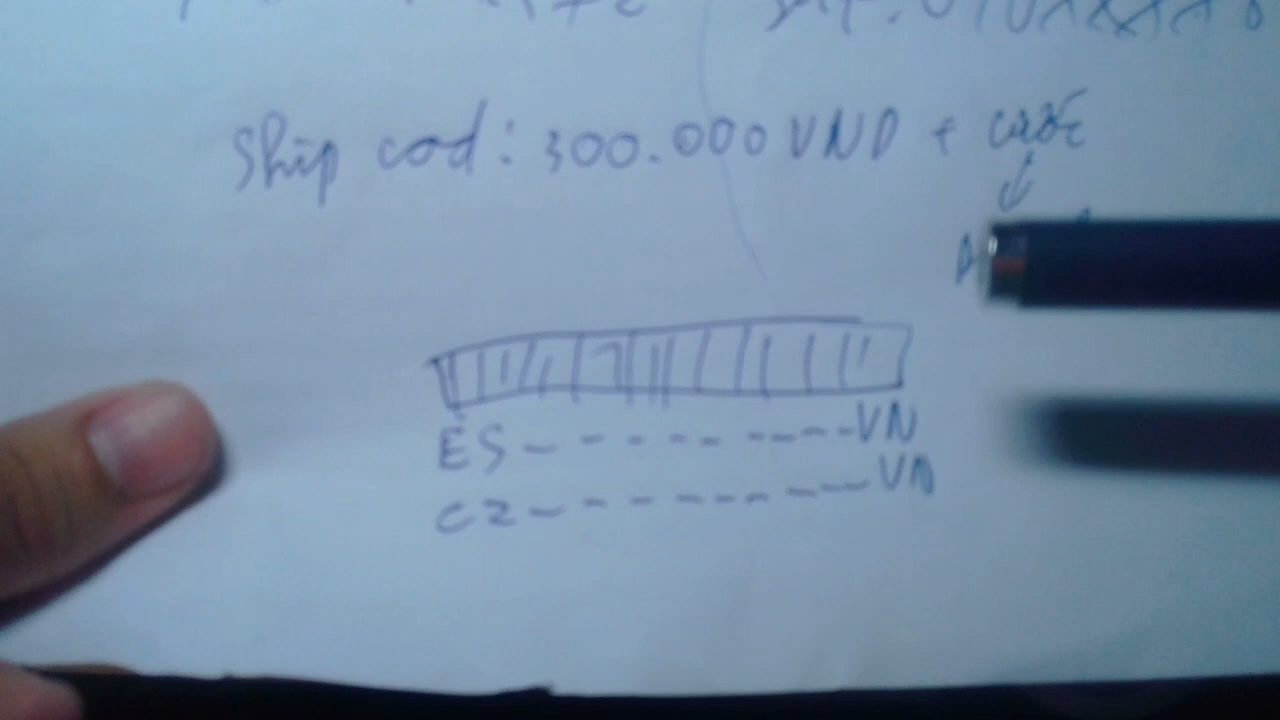 Ship cod: 300.000 VND + cước
ES - - - - - - - - VN
CZ - - - - - - - - VN